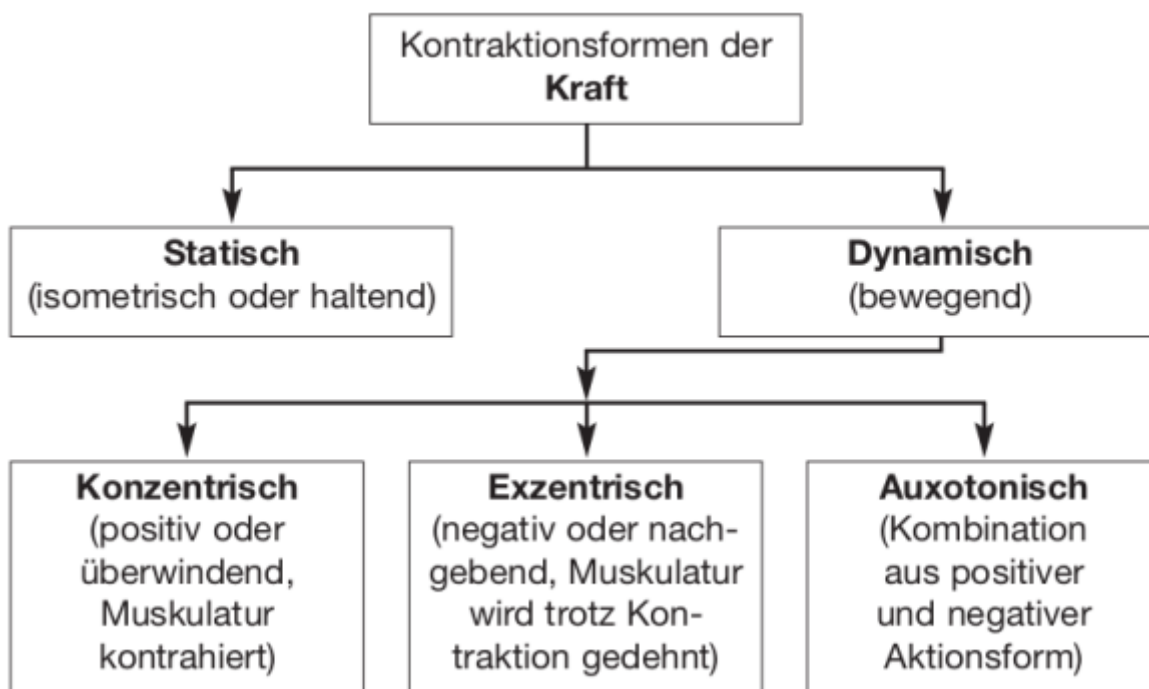 Kontraktionsformen der
Kraft
Statisch
(isometrisch oder haltend)
Dynamisch
(bewegend)
Konzentrisch
(positiv oder
überwindend,
Muskulatur
kontrahiert)
Exzentrisch
(negativ oder nach-
gebend, Muskulatur
wird trotz Kon-
traktion gedehnt)
Auxotonisch
(Kombination
aus positiver
und negativer
Aktionsform)